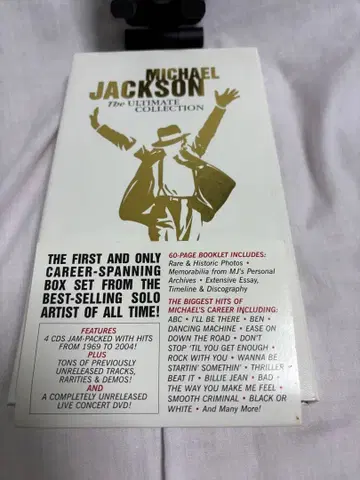 MICHAEL
JACKSON
The ULTIMATE
COLLECTION
THE FIRST AND ONLY
CAREER-SPANNING
BOX SET FROM THE
BEST-SELLING SOLO
ARTIST OF ALL TIME!
FEATURES
4 CDS JAM-PACKED WITH HITS
FROM 1969 TO 2004!
PLUS
TONS OF PREVIOUSLY
UNRELEASED TRACKS,
RARITIES & DEMOS!
AND
A COMPLETELY UNRELEASED
LIVE CONCERT DVD!
60-PAGE BOOKLET INCLUDES:
Rare & Historic Photos •
Memorabilia from MJ's Personal
Archives • Extensive Essay,
Timeline & Discography
THE BIGGEST HITS OF
MICHAEL'S CAREER INCLUDING:
ABC • I'LL BE THERE • BEN •
DANCING MACHINE • EASE ON
DOWN THE ROAD • DON'T
STOP 'TIL YOU GET ENOUGH •
ROCK WITH YOU • WANNA BE
STARTIN' SOMETHIN' • THRILLER •
BEAT IT • BILLIE JEAN • BAD •
THE WAY YOU MAKE ME FEEL •
SMOOTH CRIMINAL • BLACK OR
WHITE • And Many More!